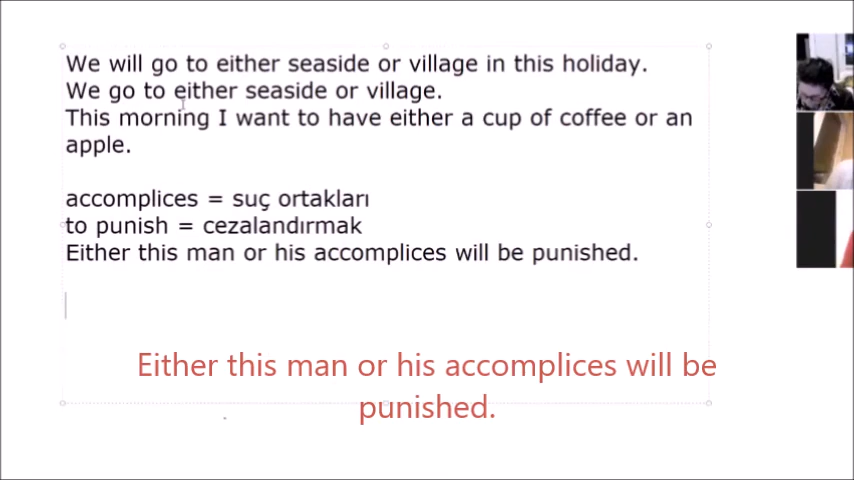 We will go to either seaside or village in this holiday.
We go to either seaside or village.
This morning I want to have either a cup of coffee or an
apple.
accomplices = suç ortakları
to punish = cezalandırmak
Either this man or his accomplices will be punished.
Either this man or his accomplices will be
punished.